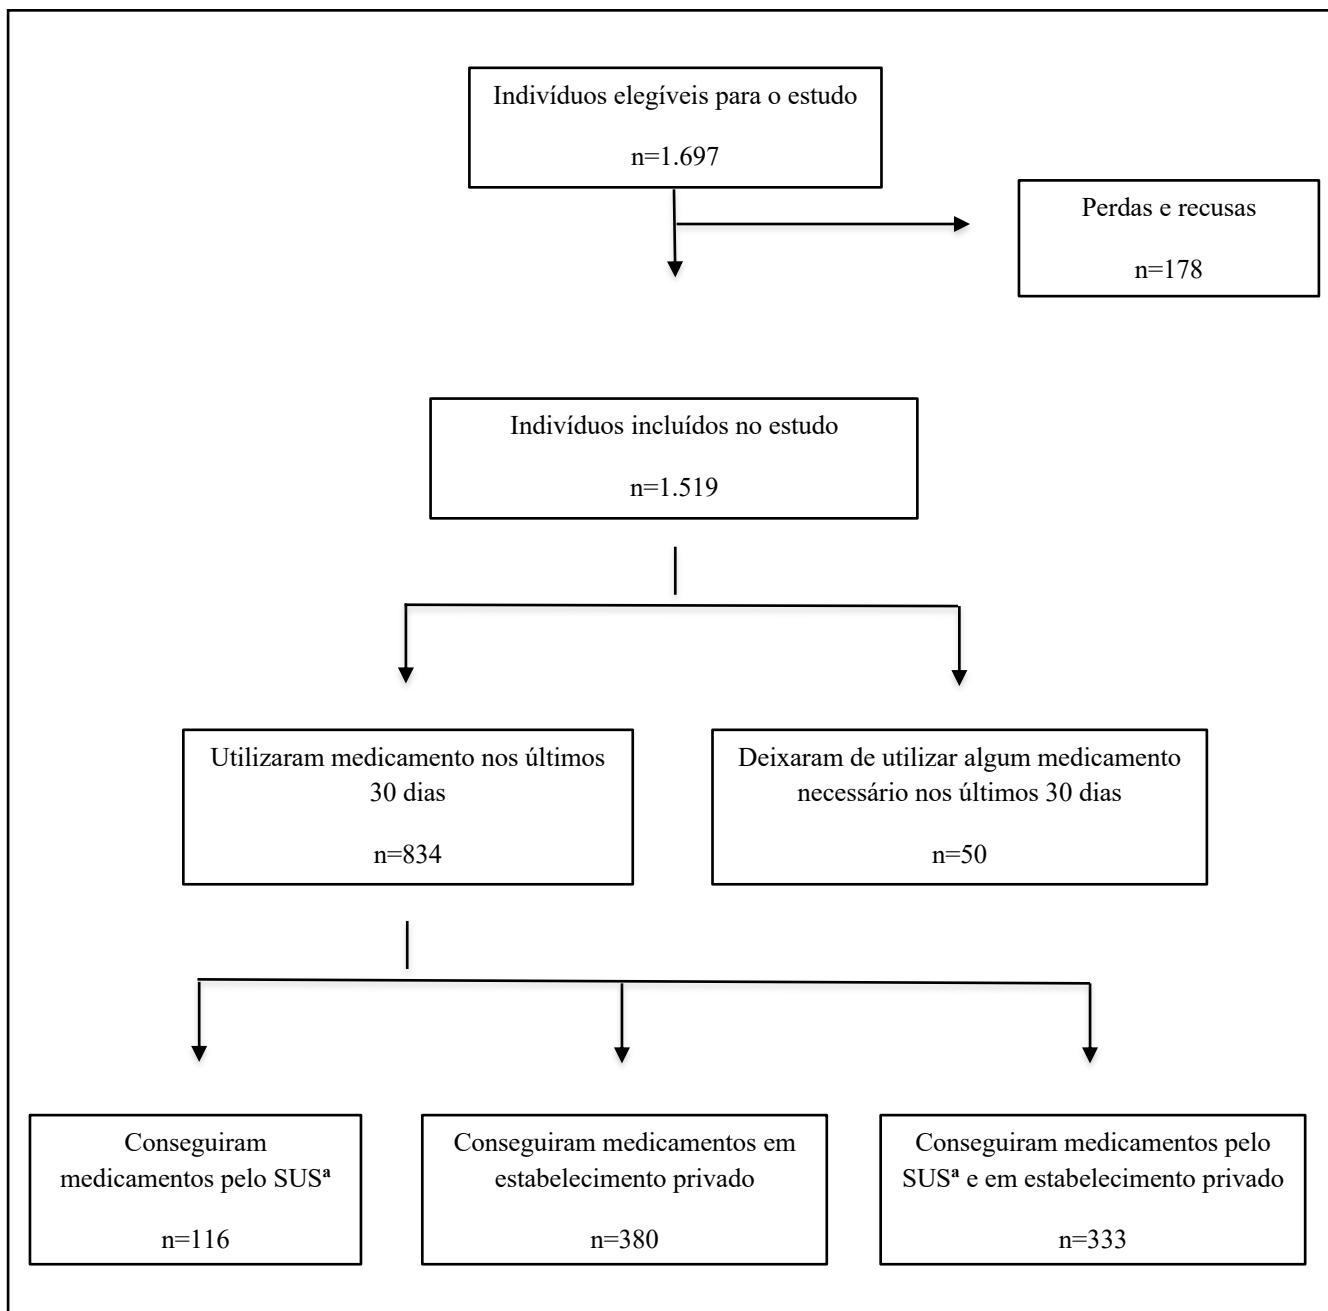 Indivíduos elegíveis para o estudo
n=1.697
Perdas e recusas
n=178
Indivíduos incluídos no estudo
n=1.519
Utilizaram medicamento nos últimos
30 dias
n=834
Deixaram de utilizar algum medicamento
necessário nos últimos 30 dias
n=50
Conseguiram
medicamentos pelo SUSª
n=116
Conseguiram medicamentos em
estabelecimento privado
n=380
Conseguiram medicamentos pelo
SUSª e em estabelecimento privado
n=333